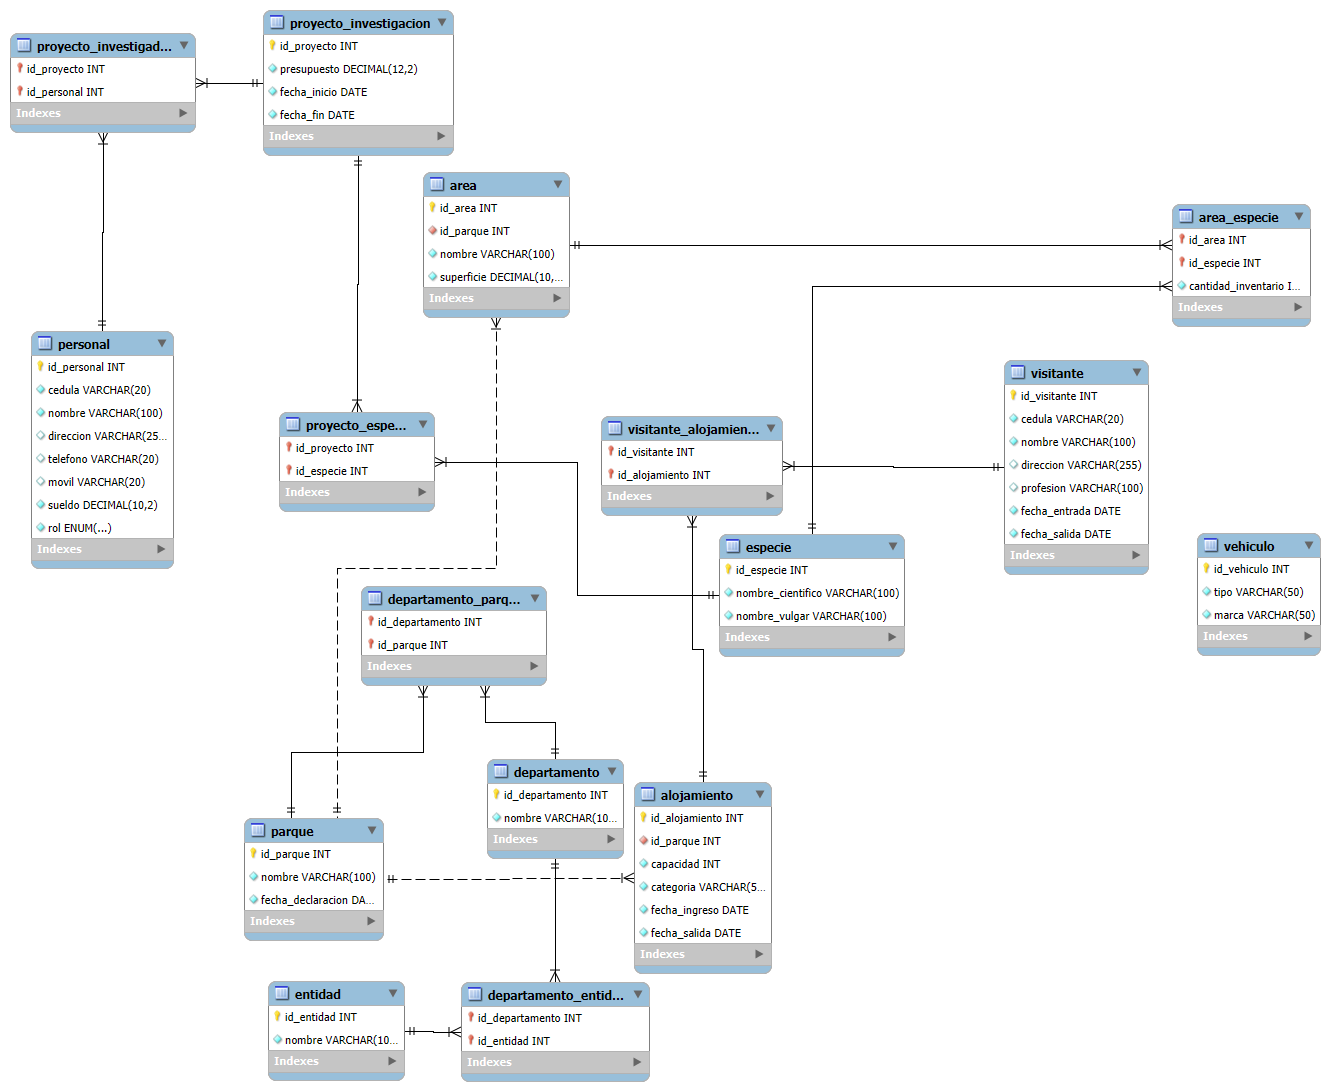 proyecto_investigad...
id_proyecto INT
id_personal INT
Indexes
proyecto_investigacion
id_proyecto INT
presupuesto DECIMAL(12,2)
fecha_inicio DATE
fecha_fin DATE
Indexes
area
id_area INT
id_parque INT
nombre VARCHAR(100)
superficie DECIMAL(10,...
Indexes
area_especie
id_area INT
id_especie INT
cantidad_inventario I...
Indexes
personal
id_personal INT
cedula VARCHAR(20)
nombre VARCHAR(100)
direccion VARCHAR(25...
telefono VARCHAR(20)
movil VARCHAR(20)
sueldo DECIMAL(10,2)
rol ENUM(...)
Indexes
proyecto_espe...
id_proyecto INT
id_especie INT
Indexes
visitante_alojamien...
id_visitante INT
id_alojamiento INT
Indexes
visitante
id_visitante INT
cedula VARCHAR(20)
nombre VARCHAR(100)
direccion VARCHAR(255)
profesion VARCHAR(100)
fecha_entrada DATE
fecha_salida DATE
Indexes
especie
id_especie INT
nombre_cientifico VARCHAR(100)
nombre_vulgar VARCHAR(100)
Indexes
vehiculo
id_vehiculo INT
tipo VARCHAR(50)
marca VARCHAR(50)
Indexes
departamento_parq...
id_departamento INT
id_parque INT
Indexes
departamento
id_departamento INT
nombre VARCHAR(10...
Indexes
alojamiento
id_alojamiento INT
id_parque INT
capacidad INT
categoria VARCHAR(5...
fecha_ingreso DATE
fecha_salida DATE
Indexes
parque
id_parque INT
nombre VARCHAR(100)
fecha_declaracion DA...
Indexes
entidad
id_entidad INT
nombre VARCHAR(10...
Indexes
departamento_entid...
id_departamento INT
id_entidad INT
Indexes